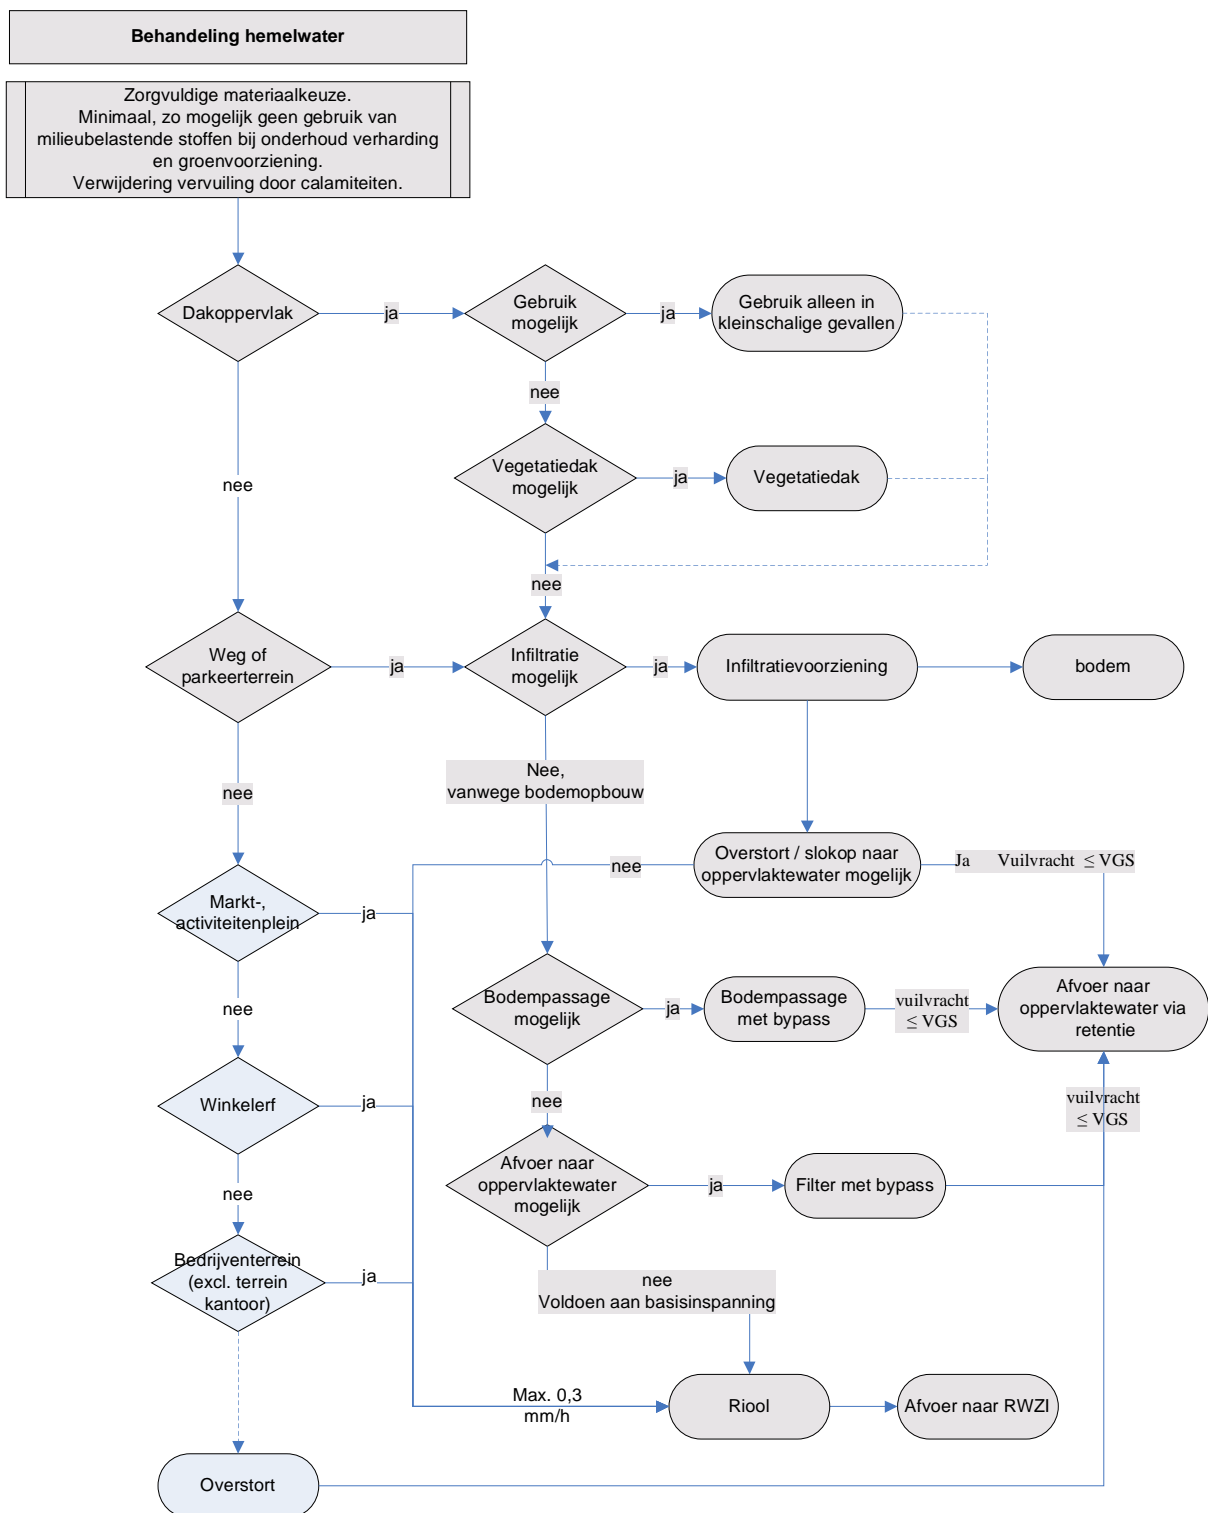 Behandeling hemelwater
Zorgvuldige materiaalkeuze.
Minimaal, zo mogelijk geen gebruik van
milieubelastende stoffen bij onderhoud verharding
en groenvoorziening.
Verwijdering vervuiling door calamiteiten.
Dakoppervlak
ja
Gebruik
mogelijk
ja
Gebruik alleen in
kleinschalige gevallen
nee
nee
Vegetatiedak
mogelijk
ja
Vegetatiedak
nee
Weg of
parkeerterrein
ja
Infiltratie
mogelijk
ja
Infiltratievoorziening
bodem
nee
Nee,
vanwege bodemopbouw
nee
Overstort / slokop naar
oppervlaktewater mogelijk
Ja Vuilvracht ≤ VGS
Markt-,
activiteitenplein
ja
nee
Bodempassage
mogelijk
ja
Bodempassage
met bypass
vuilvracht
≤ VGS
Afvoer naar
oppervlaktewater via
retentie
Winkelerf
ja
nee
vuilvracht
≤ VGS
nee
Afvoer naar
oppervlaktewater
mogelijk
ja
Filter met bypass
Bedrijventerrein
(excl. terrein
kantoor)
ja
nee
Voldoen aan basisinspanning
Max. 0,3
mm/h
Riool
Afvoer naar RWZI
Overstort